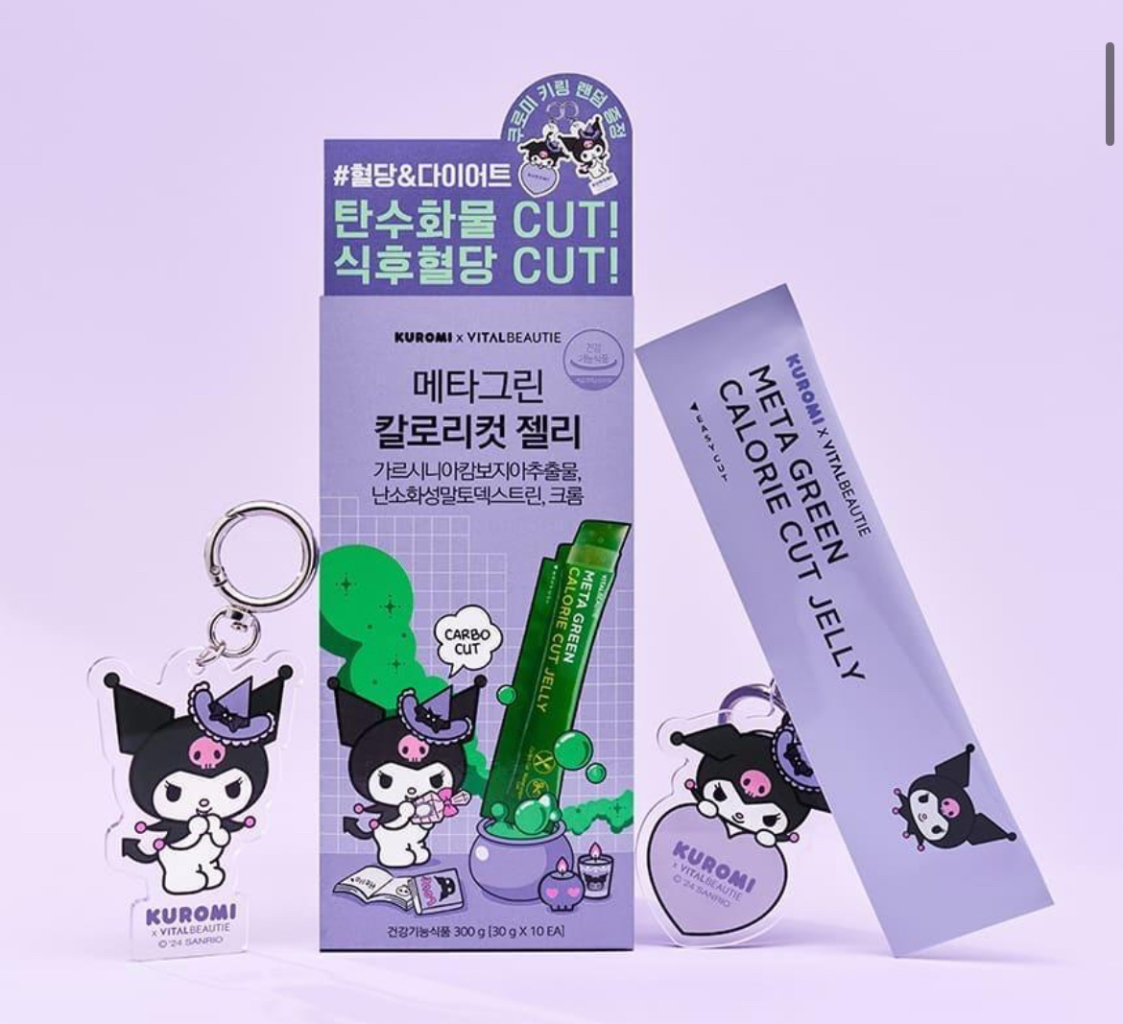 쿠로미 키링 랜덤 증정
#혈당&다이어트
탄수화물 CUT!
식후혈당 CUT!
KUROMI x VITALBEAUTIE
건강
기능식품
메타그린
칼로리컷 젤리
가르시니아캄보지아추출물,
난소화성말토덱스트린, 크롬
CARBO
CUT
VITALBEAUTIE
META GREEN
CALORIE CUT JELLY
건강기능식품 300 g [30 g X 10 EA]
KUROMI
x VITALBEAUTIE
© '24 SANRIO
KUROMI
x VITALBEAUTIE
© '24 SANRIO
KUROMI x VITALBEAUTIE
META GREEN
CALORIE CUT JELLY
▼EASY CUT